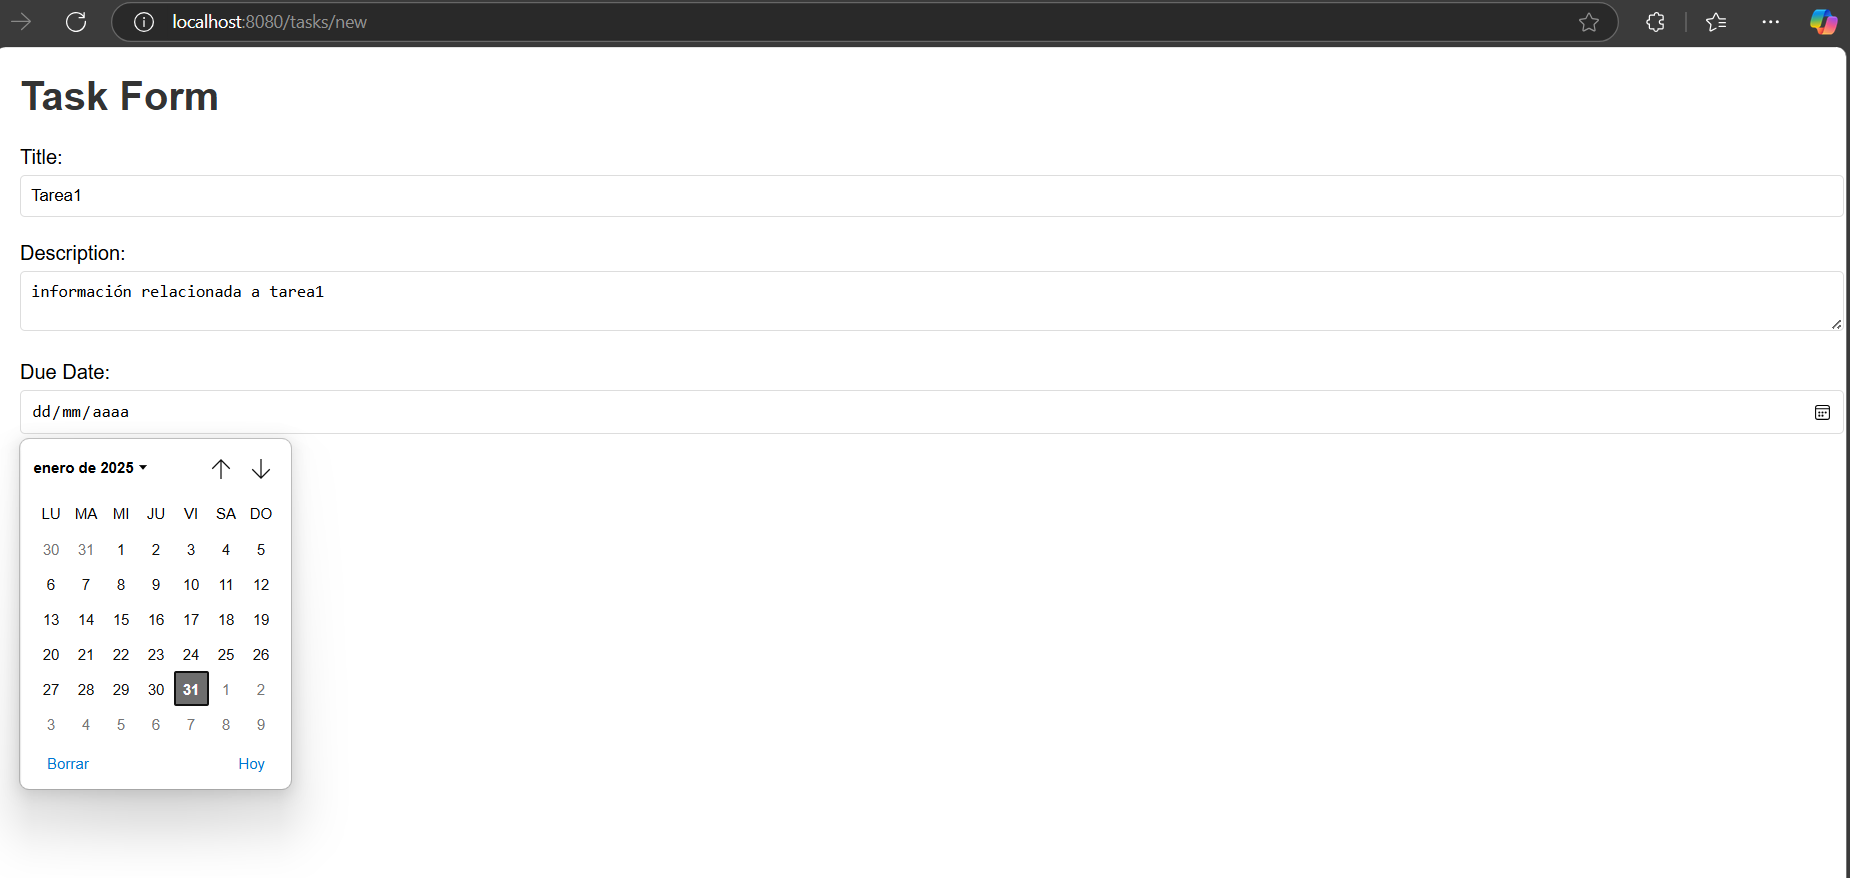 localhost:8080/tasks/new
Task Form
Title:
Tarea1
Description:
información relacionada a tarea1
Due Date:
dd/mm/aaaa
enero de 2025
LU MA MI JU VI SA DO
30 31 1 2 3 4 5
6 7 8 9 10 11 12
13 14 15 16 17 18 19
20 21 22 23 24 25 26
27 28 29 30 31 1 2
3 4 5 6 7 8 9
Borrar Hoy